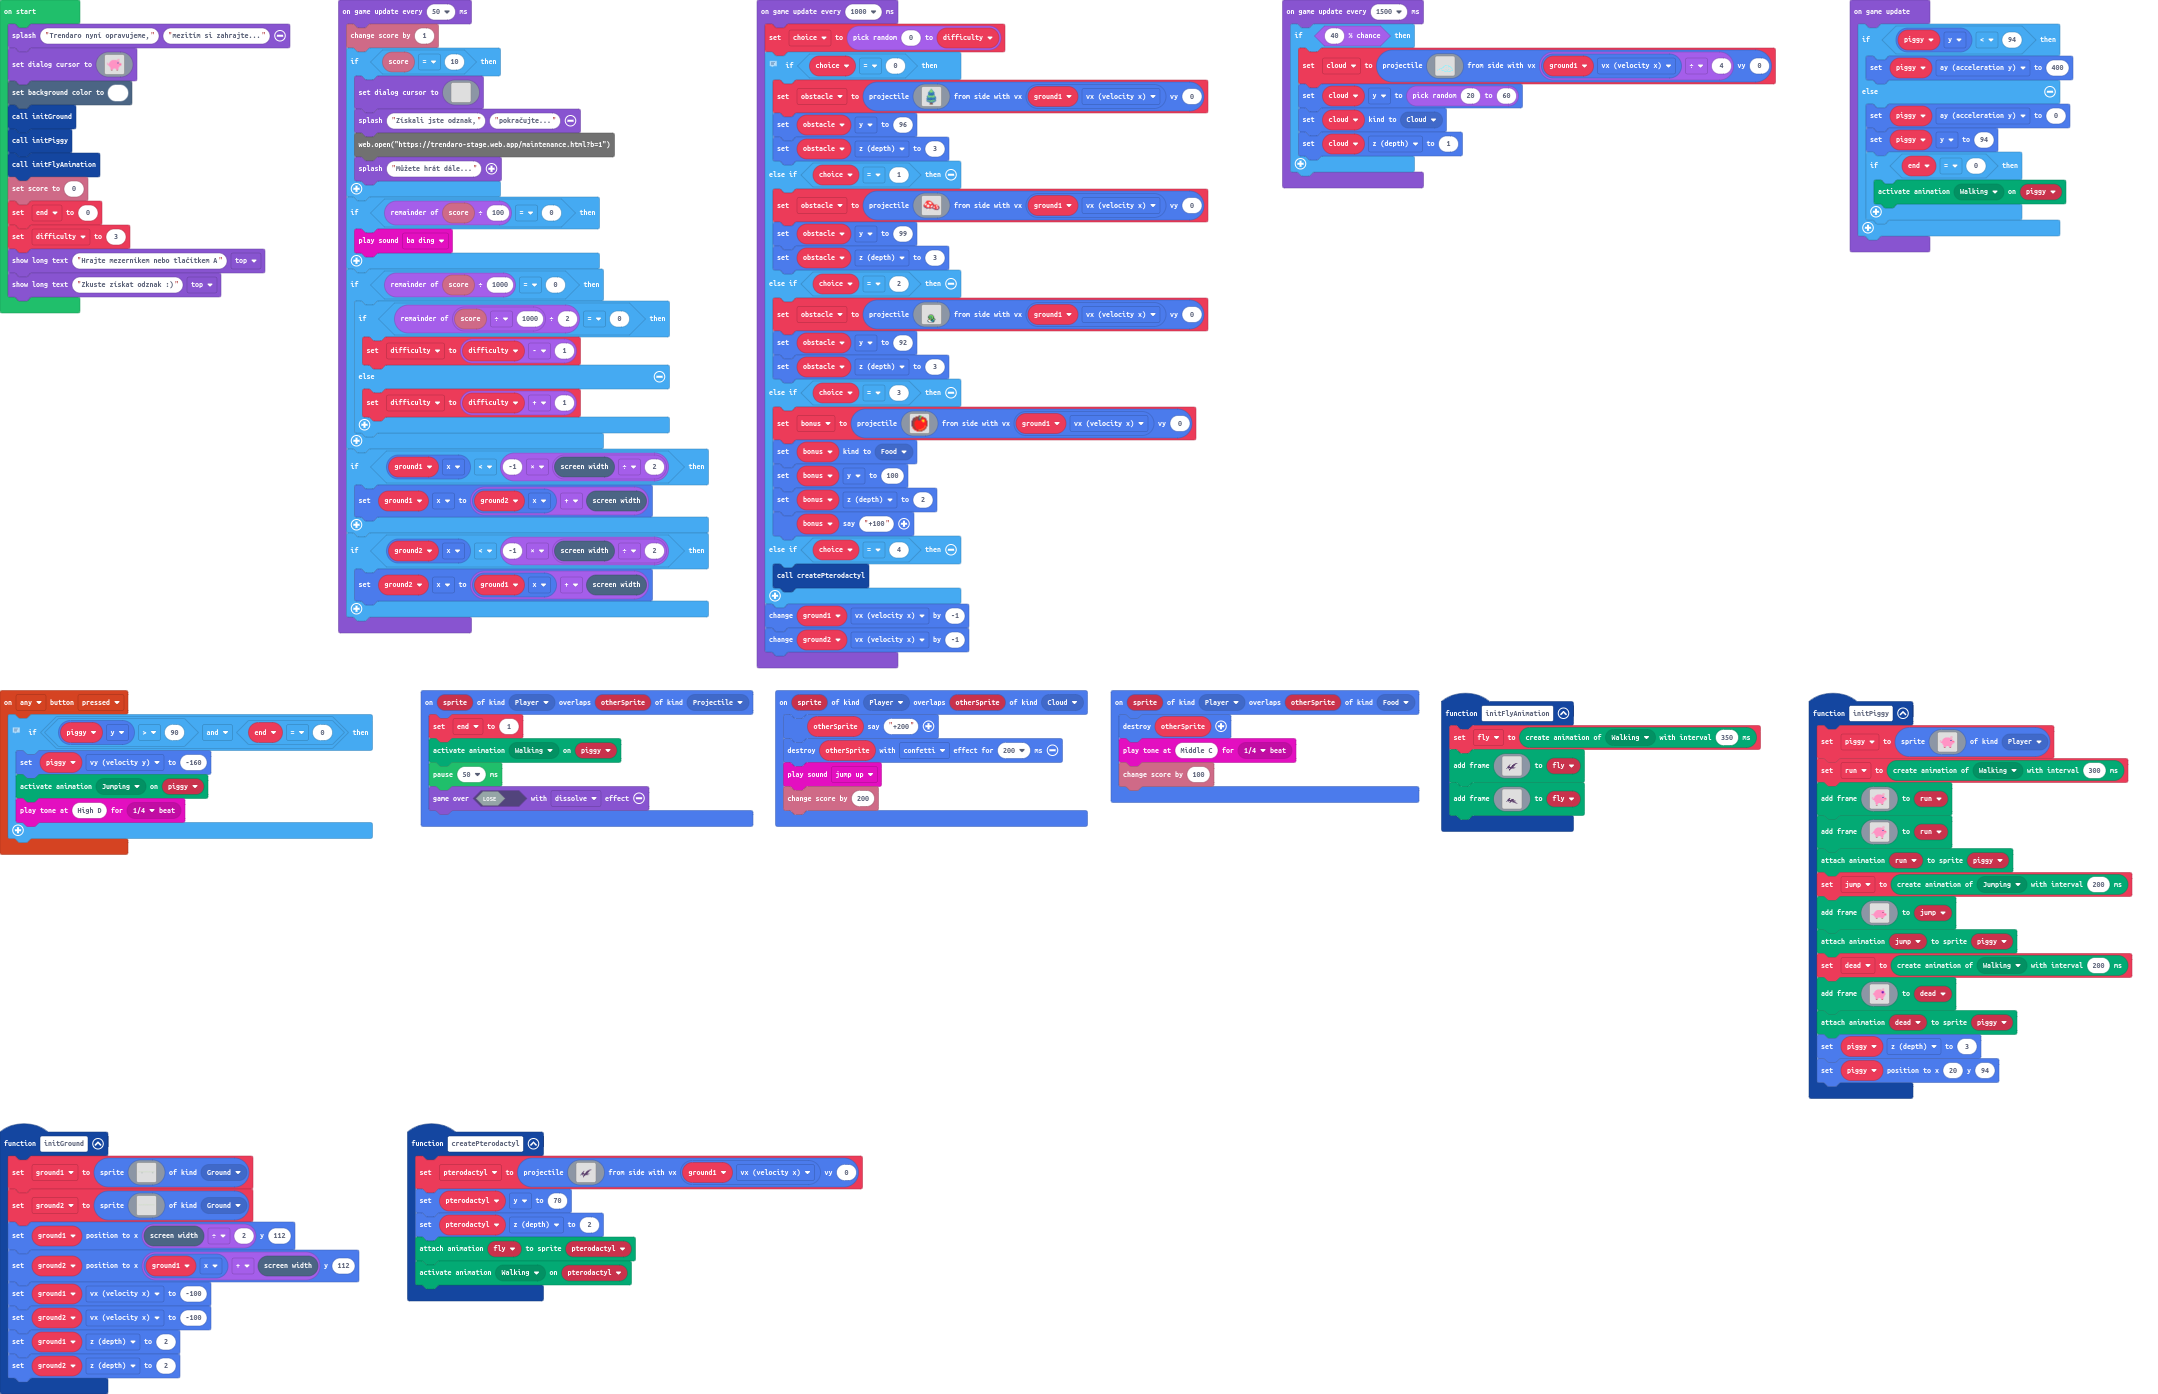 on start
splash "Trendaro nyní opravujeme," "mezitím si zahrajte..."
set dialog cursor to
set background color to
call initGround
call initPiggy
call initFlyAnimation
set score to 0
set end to 0
set difficulty to 3
show long text "Hrajte mezerníkem nebo tlačítkem A" top
show long text "Zkuste získat odznak :)" top
on game update every 50 ms
change score by 1
if score = 10 then
set dialog cursor to
splash "Získali jste odznak," "pokračujte..."
web.open("https://trendaro-stage.web.app/maintenance.html?b=1")
splash "Můžete hrát dále..."
if remainder of score ÷ 100 = 0 then
play sound ba ding
if remainder of score ÷ 1000 = 0 then
if remainder of score ÷ 1000 ÷ 2 = 0 then
set difficulty to difficulty - 1
else
set difficulty to difficulty + 1
if ground1 x < -1 × screen width ÷ 2 then
set ground1 x to ground2 x + screen width
if ground2 x < -1 × screen width ÷ 2 then
set ground2 x to ground1 x + screen width
on game update every 1000 ms
set choice to pick random 0 to difficulty
if choice = 0 then
set obstacle to projectile from side with vx ground1 vx (velocity x) vy 0
set obstacle y to 96
set obstacle z (depth) to 3
else if choice = 1 then
set obstacle to projectile from side with vx ground1 vx (velocity x) vy 0
set obstacle y to 99
set obstacle z (depth) to 3
else if choice = 2 then
set obstacle to projectile from side with vx ground1 vx (velocity x) vy 0
set obstacle y to 92
set obstacle z (depth) to 3
else if choice = 3 then
set bonus to projectile from side with vx ground1 vx (velocity x) vy 0
set bonus kind to Food
set bonus y to 100
set bonus z (depth) to 2
bonus say "+100"
else if choice = 4 then
call createPterodactyl
change ground1 vx (velocity x) by -1
change ground2 vx (velocity x) by -1
on game update every 1500 ms
if 40 % chance then
set cloud to projectile from side with vx ground1 vx (velocity x) ÷ 4 vy 0
set cloud y to pick random 20 to 60
set cloud kind to Cloud
set cloud z (depth) to 1
on game update
if piggy y < 94 then
set piggy ay (acceleration y) to 400
else
set piggy ay (acceleration y) to 0
set piggy y to 94
if end = 0 then
activate animation Walking on piggy
on any button pressed
if piggy y > 90 and end = 0 then
set piggy vy (velocity y) to -160
activate animation Jumping on piggy
play tone at High D for 1/4 beat
on sprite of kind Player overlaps otherSprite of kind Projectile
set end to 1
activate animation Walking on piggy
pause 50 ms
game over LOSE with dissolve effect
on sprite of kind Player overlaps otherSprite of kind Cloud
otherSprite say "+200"
destroy otherSprite with confetti effect for 200 ms
play sound jump up
change score by 200
on sprite of kind Player overlaps otherSprite of kind Food
destroy otherSprite
play tone at Middle C for 1/4 beat
change score by 100
function initFlyAnimation
set fly to create animation of Walking with interval 350 ms
add frame to fly
add frame to fly
function initPiggy
set piggy to sprite of kind Player
set run to create animation of Walking with interval 300 ms
add frame to run
add frame to run
attach animation run to sprite piggy
set jump to create animation of Jumping with interval 200 ms
add frame to jump
attach animation jump to sprite piggy
set dead to create animation of Walking with interval 200 ms
add frame to dead
attach animation dead to sprite piggy
set piggy z (depth) to 3
set piggy position to x 20 y 94
function initGround
set ground1 to sprite of kind Ground
set ground2 to sprite of kind Ground
set ground1 position to x screen width ÷ 2 y 112
set ground2 position to x ground1 x + screen width y 112
set ground1 vx (velocity x) to -100
set ground2 vx (velocity x) to -100
set ground1 z (depth) to 2
set ground2 z (depth) to 2
function createPterodactyl
set pterodactyl to projectile from side with vx ground1 vx (velocity x) vy 0
set pterodactyl y to 70
set pterodactyl z (depth) to 2
attach animation fly to sprite pterodactyl
activate animation Walking on pterodactyl